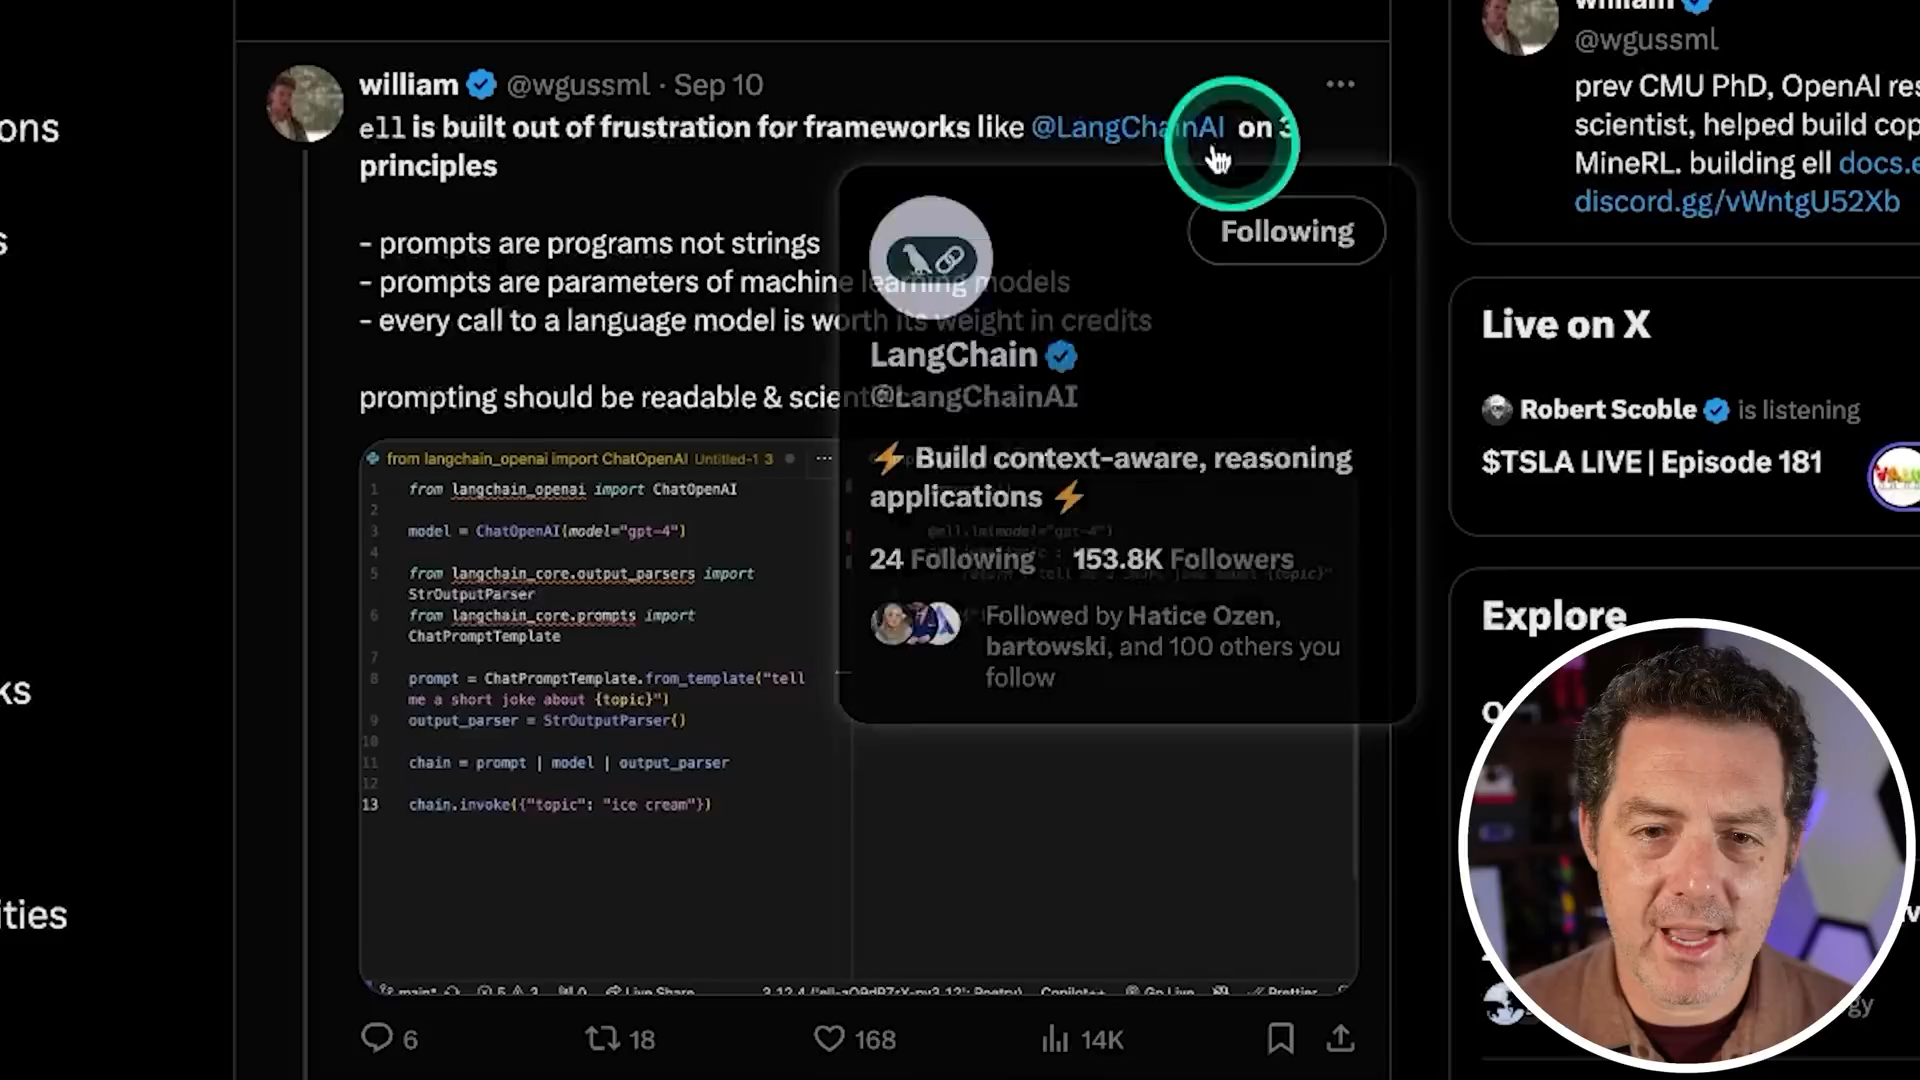 ons
s
ks
ities
william @wgussml · Sep 10
ell is built out of frustration for frameworks like @LangChainAI on 3
principles
- prompts are programs not strings
- prompts are parameters of machine learning models
- every call to a language model is worth its weight in credits
prompting should be readable &
from langchain_openai import ChatOpenAI Untitled-1 3
1 from langchain_openai import ChatOpenAI
2
3 model = ChatOpenAI(model="gpt-4")
4
5 from langchain_core.output_parsers import
StrOutputParser
6 from langchain_core.prompts import
ChatPromptTemplate
7
8 prompt = ChatPromptTemplate.from_template("tell
me a short joke about {topic}")
9 output_parser = StrOutputParser()
10
11 chain = prompt | model | output_parser
12
13 chain.invoke({"topic": "ice cream"})
main* 5 3 0 Live Share
Copilot++ Go Live Prettier
6 18 168 14K
Following
LangChain
@LangChainAI
⚡ Build context-aware, reasoning
applications ⚡
24 Following 153.8K Followers
Followed by Hatice Ozen,
bartowski, and 100 others you
follow
william
@wgussml
prev CMU PhD, OpenAI res
scientist, helped build cop
MineRL. building ell docs.e
discord.gg/vWntgU52Xb
Live on X
Robert Scoble is listening
$TSLA LIVE | Episode 181
Explore